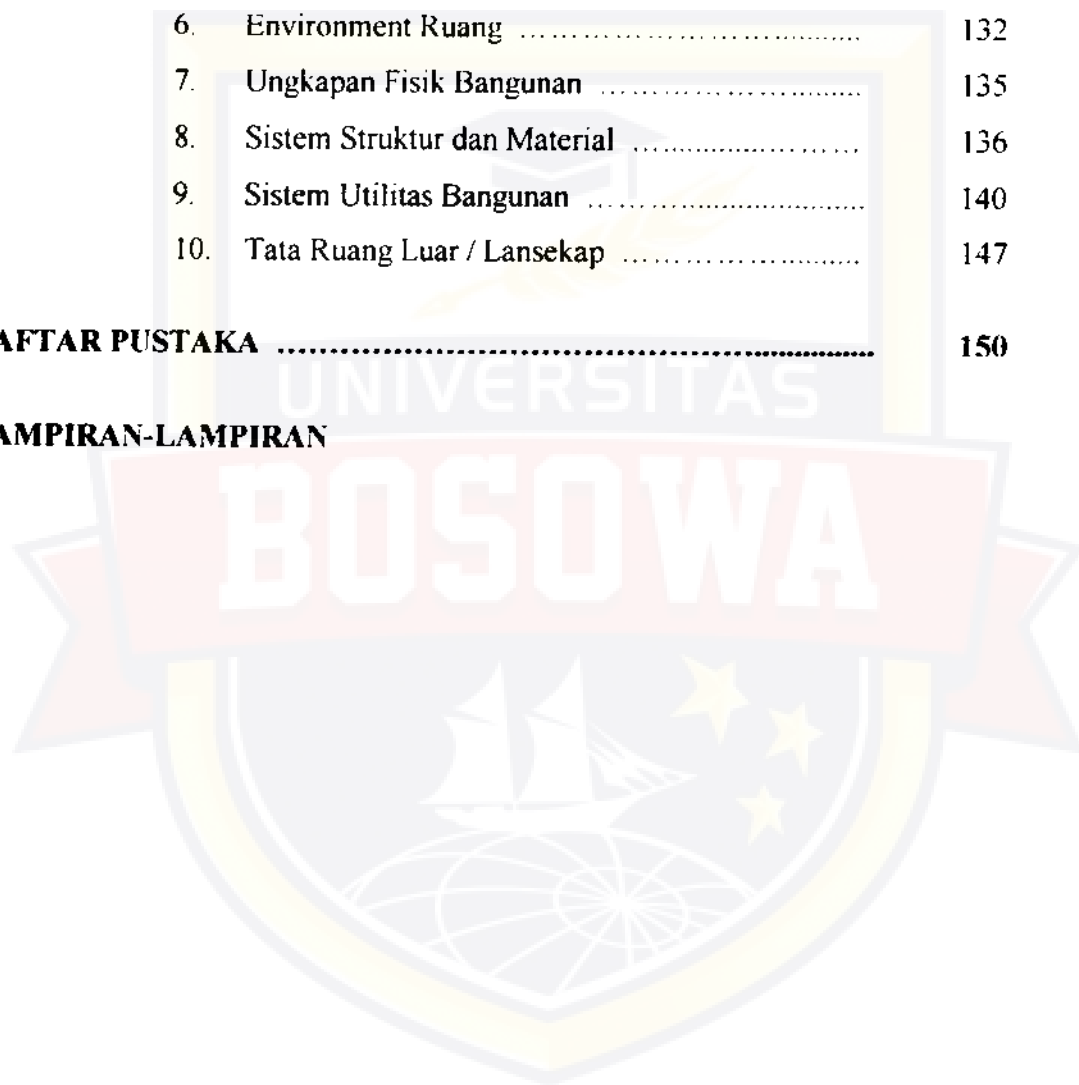 6. Environment Ruang ........................................ 132
7. Ungkapan Fisik Bangunan ........................................ 135
8. Sistem Struktur dan Material ........................................ 136
9. Sistem Utilitas Bangunan ........................................ 140
10. Tata Ruang Luar / Lansekap ........................................ 147
AFTAR PUSTAKA ........................................ 150
UNIVERSITAS
AMPIRAN-LAMPIRAN
BOSOWA